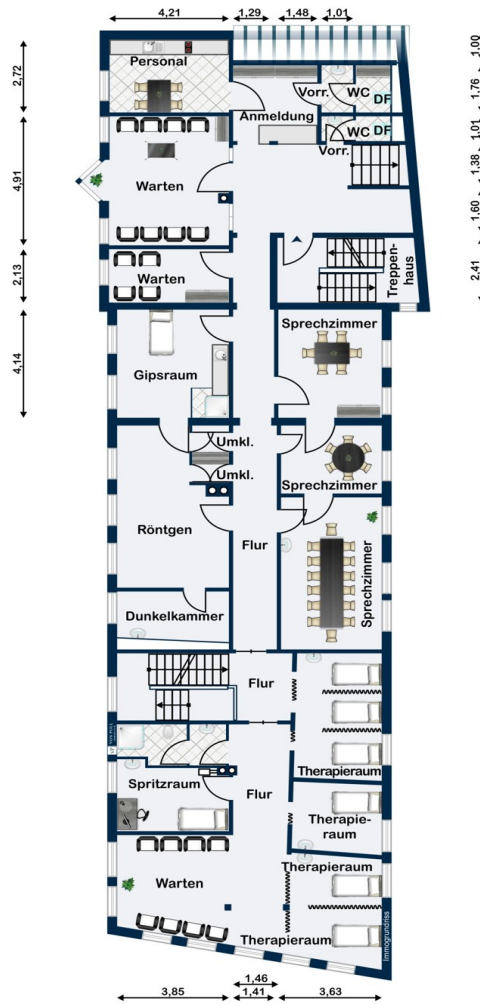 4,21
1,29
1,48
1,01
2,72
4,91
2,13
4,14
1,00
1,76
1,01
1,38
1,60
2,41
Personal
Anmeldung
Vorr.
WC
DF
WC
DF
Vorr.
Warten
Warten
Treppen-
haus
Gipsraum
Sprechzimmer
Umkl.
Umkl.
Sprechzimmer
Röntgen
Flur
Sprechzimmer
Dunkelkammer
Flur
Therapieraum
Spritzraum
Flur
Therapie-
raum
Therapieraum
Warten
Therapieraum
Immogrundriss
1,46
3,85
1,41
3,63